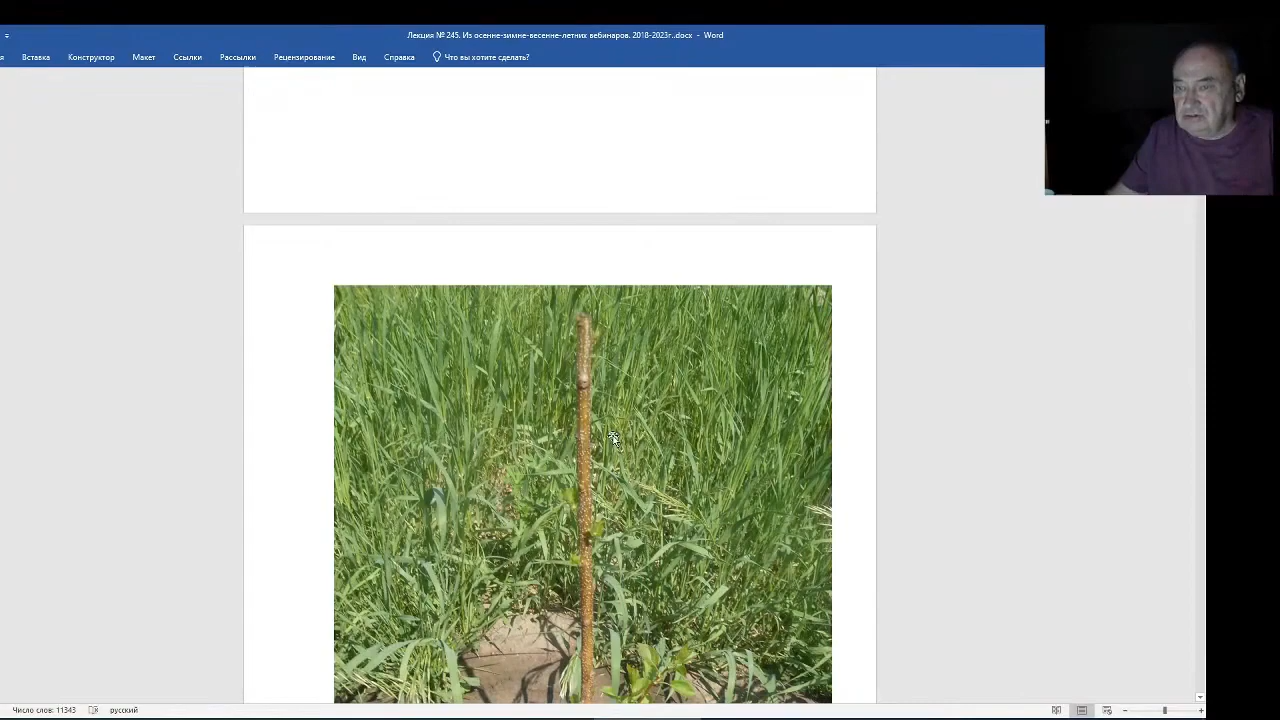 Лекция № 245. Из осенне-зимне-весенне-летних вебинаров. 2018-2023г..docx - Word
я Вставка Конструктор Макет Ссылки Рассылки Рецензирование Вид Справка Что вы хотите сделать?
Число слов: 11343 русский